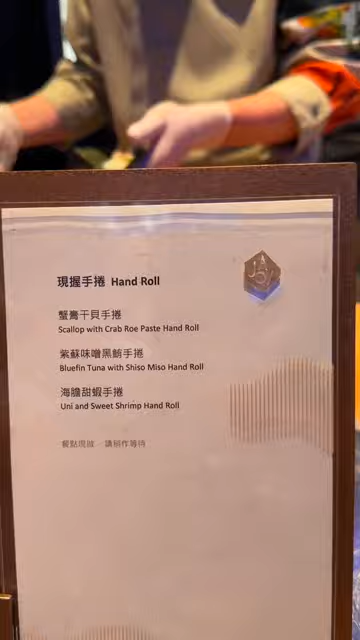 JOY
現握手捲 Hand Roll
蟹膏干貝手捲
Scallop with Crab Roe Paste Hand Roll
紫蘇味噌黑鮪手捲
Bluefin Tuna with Shiso Miso Hand Roll
海膽甜蝦手捲
Uni and Sweet Shrimp Hand Roll
餐點現做，請稍作等待